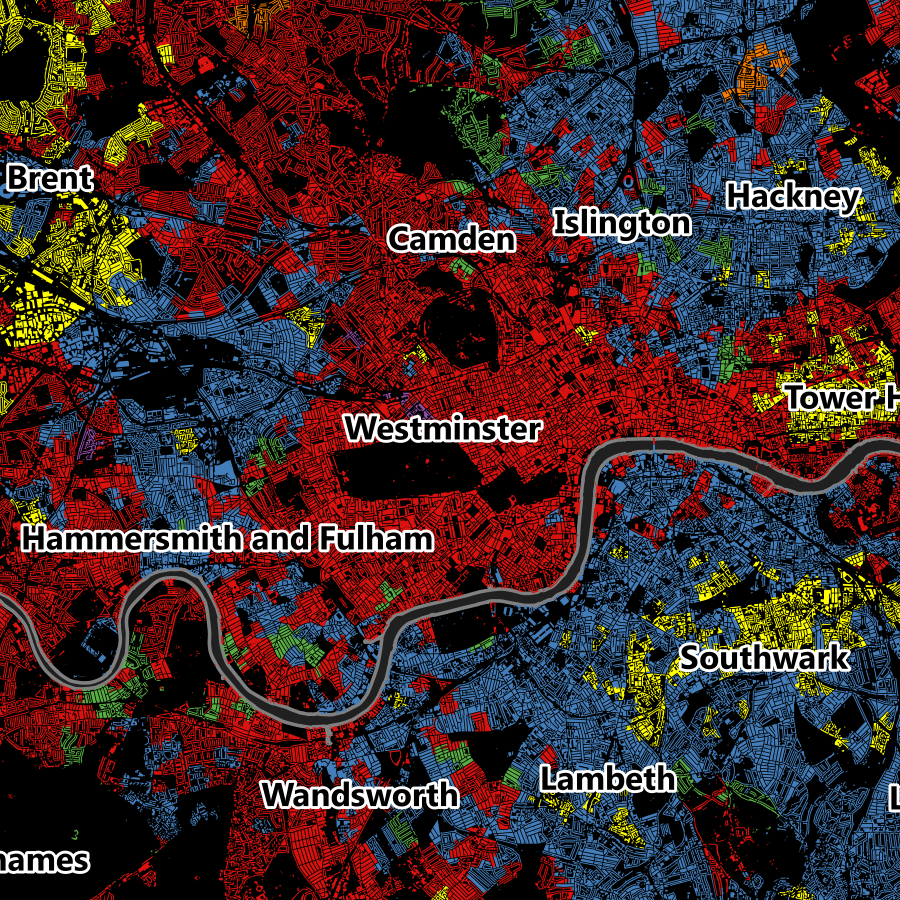 Brent
Hackney
Islington
Camden
Tower H
Westminster
Hammersmith and Fulham
Southwark
Lambeth
Wandsworth
L
hames